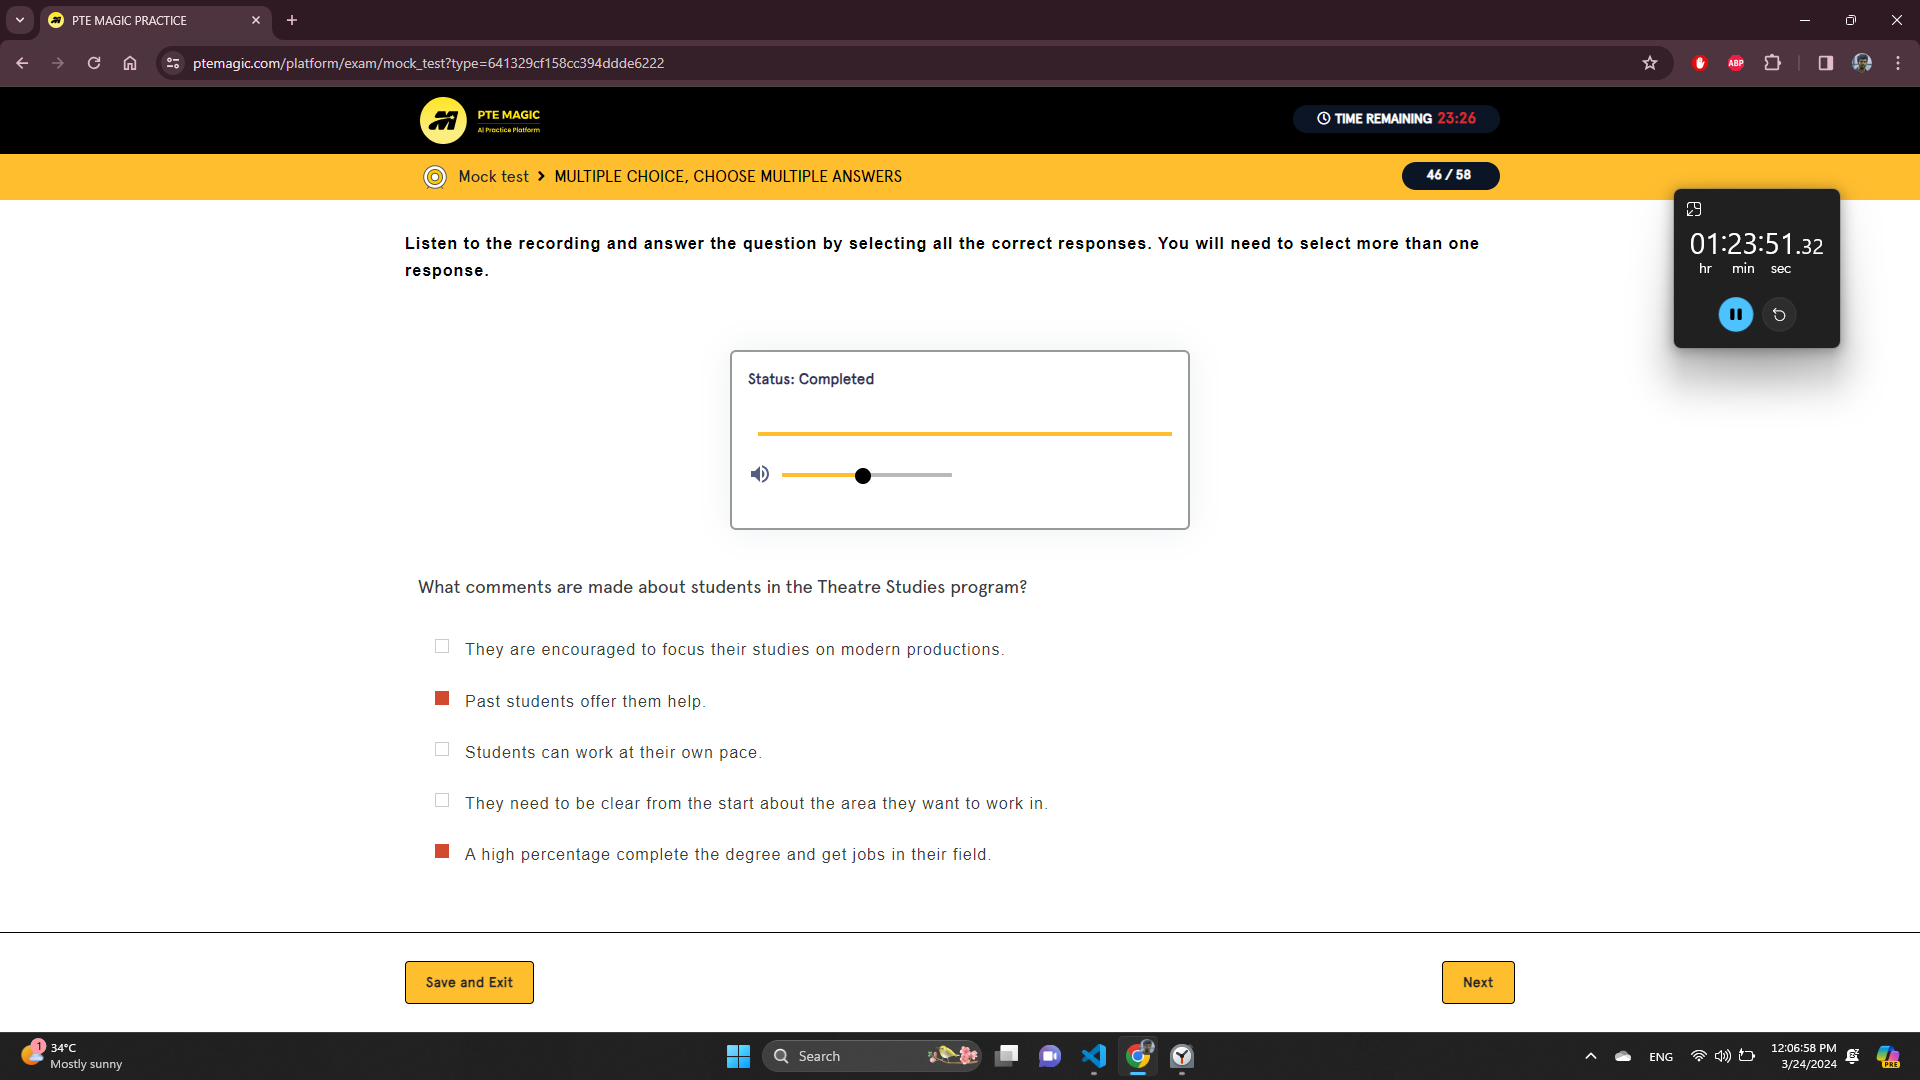 PTE MAGIC PRACTICE
ptemagic.com/platform/exam/mock_test?type=641329cf158cc394ddde6222
ABP
PTE MAGIC
AI Practice Platform
TIME REMAINING 23:26
Mock test > MULTIPLE CHOICE, CHOOSE MULTIPLE ANSWERS
46 / 58
01:23:51.32
hr min sec
Listen to the recording and answer the question by selecting all the correct responses. You will need to select more than one
response.
Status: Completed
What comments are made about students in the Theatre Studies program?
They are encouraged to focus their studies on modern productions.
Past students offer them help.
Students can work at their own pace.
They need to be clear from the start about the area they want to work in.
A high percentage complete the degree and get jobs in their field.
Save and Exit
Next
1
34°C
Mostly sunny
Search
ENG
12:06:58 PM
3/24/2024
PRE